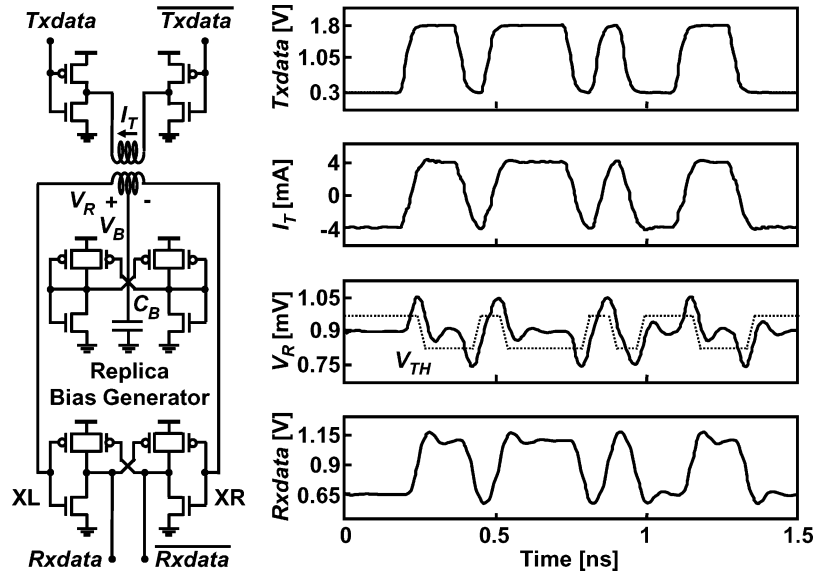 Txdata
Txdata
I_T
V_R + -
V_B
C_B
Replica
Bias Generator
XL
XR
Rxdata
Rxdata
Txdata [V]
1.8
1.05
0.3
I_T [mA]
4
0
-4
V_R [mV]
1.05
0.9
0.75
V_TH
Rxdata [V]
1.15
0.9
0.65
0 0.5 1 1.5
Time [ns]